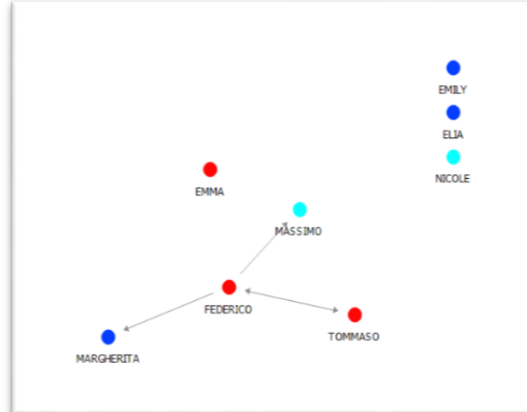 EMILY
ELIA
NICOLE
EMMA
MASSIMO
FEDERICO
TOMMASO
MARGHERITA